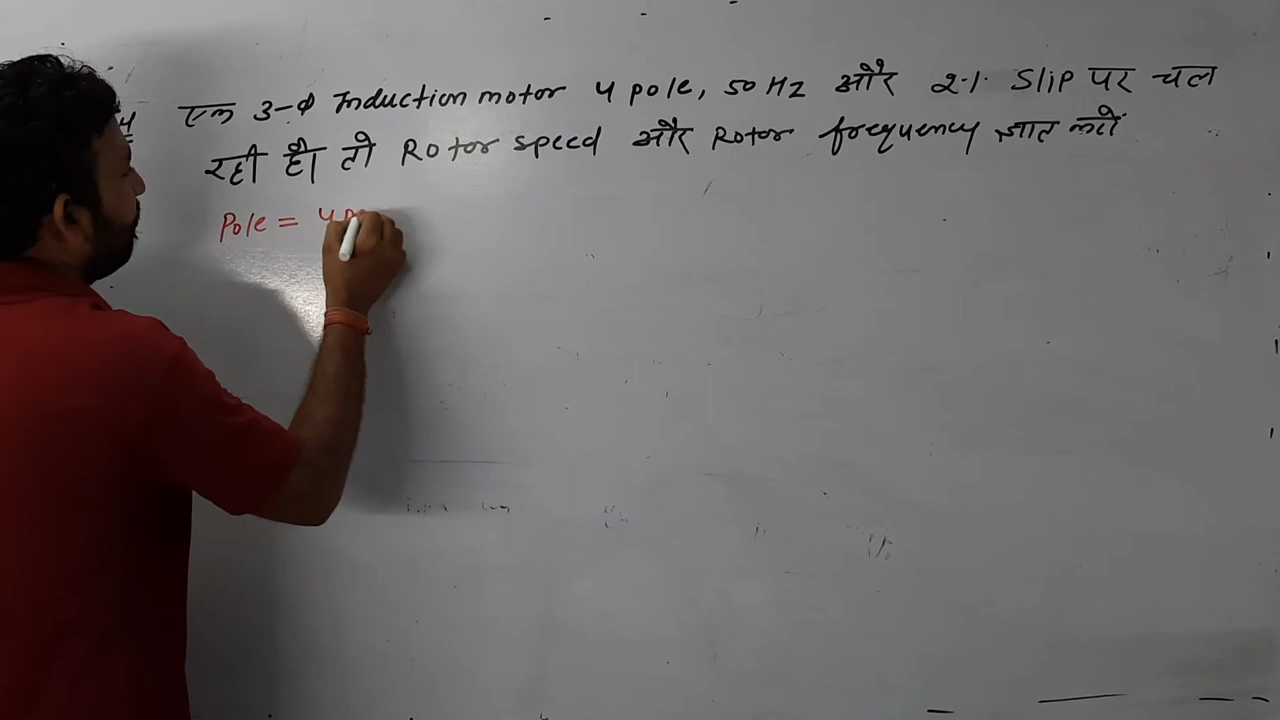 एक 3-Φ Induction motor 4 pole, 50 Hz और 2% Slip पर चल
रही है। तो Rotor speed और Rotor frequency ज्ञात करो
Pole = 4 P